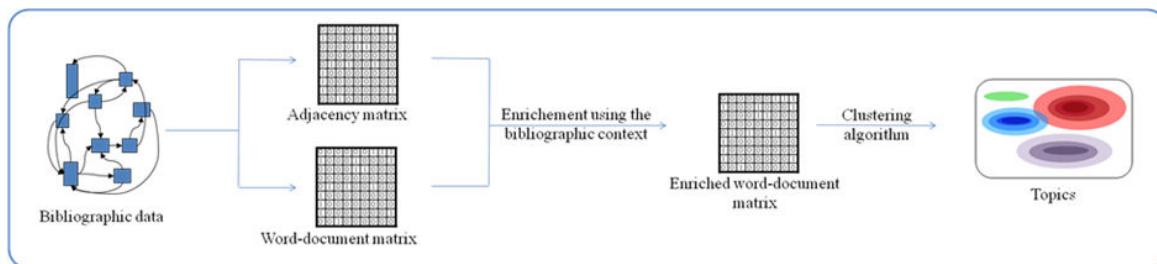 Bibliographic data
Adjacency matrix
Word-document matrix
Enrichement using the
bibliographic context
Enriched word-document
matrix
Clustering
algorithm
Topics